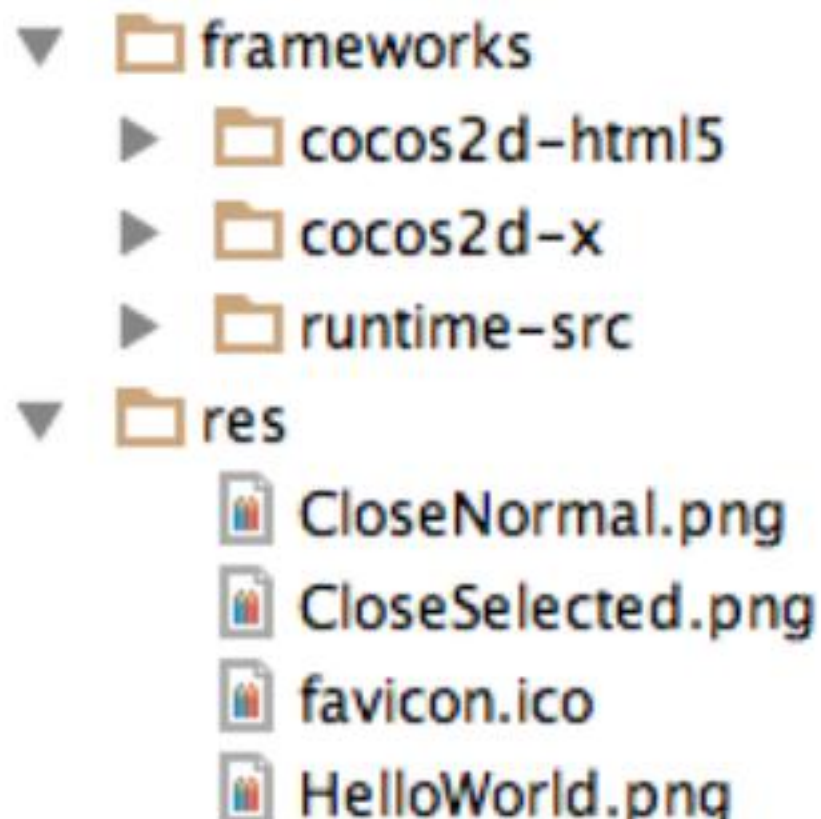 frameworks
cocos2d-html5
cocos2d-x
runtime-src
res
CloseNormal.png
CloseSelected.png
favicon.ico
HelloWorld.png